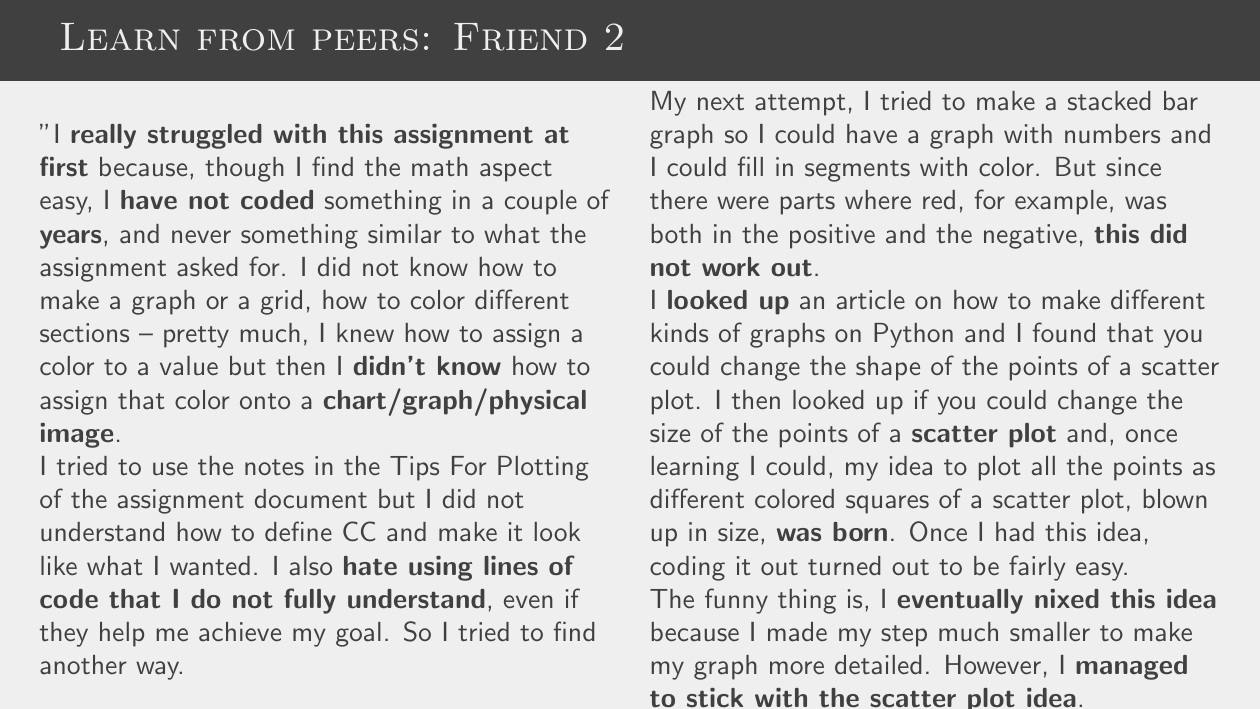 Learn from peers: Friend 2
”I really struggled with this assignment at
first because, though I find the math aspect
easy, I have not coded something in a couple of
years, and never something similar to what the
assignment asked for. I did not know how to
make a graph or a grid, how to color different
sections – pretty much, I knew how to assign a
color to a value but then I didn't know how to
assign that color onto a chart/graph/physical
image.
I tried to use the notes in the Tips For Plotting
of the assignment document but I did not
understand how to define CC and make it look
like what I wanted. I also hate using lines of
code that I do not fully understand, even if
they help me achieve my goal. So I tried to find
another way.
My next attempt, I tried to make a stacked bar
graph so I could have a graph with numbers and
I could fill in segments with color. But since
there were parts where red, for example, was
both in the positive and the negative, this did
not work out.
I looked up an article on how to make different
kinds of graphs on Python and I found that you
could change the shape of the points of a scatter
plot. I then looked up if you could change the
size of the points of a scatter plot and, once
learning I could, my idea to plot all the points as
different colored squares of a scatter plot, blown
up in size, was born. Once I had this idea,
coding it out turned out to be fairly easy.
The funny thing is, I eventually nixed this idea
because I made my step much smaller to make
my graph more detailed. However, I managed
to stick with the scatter plot idea.